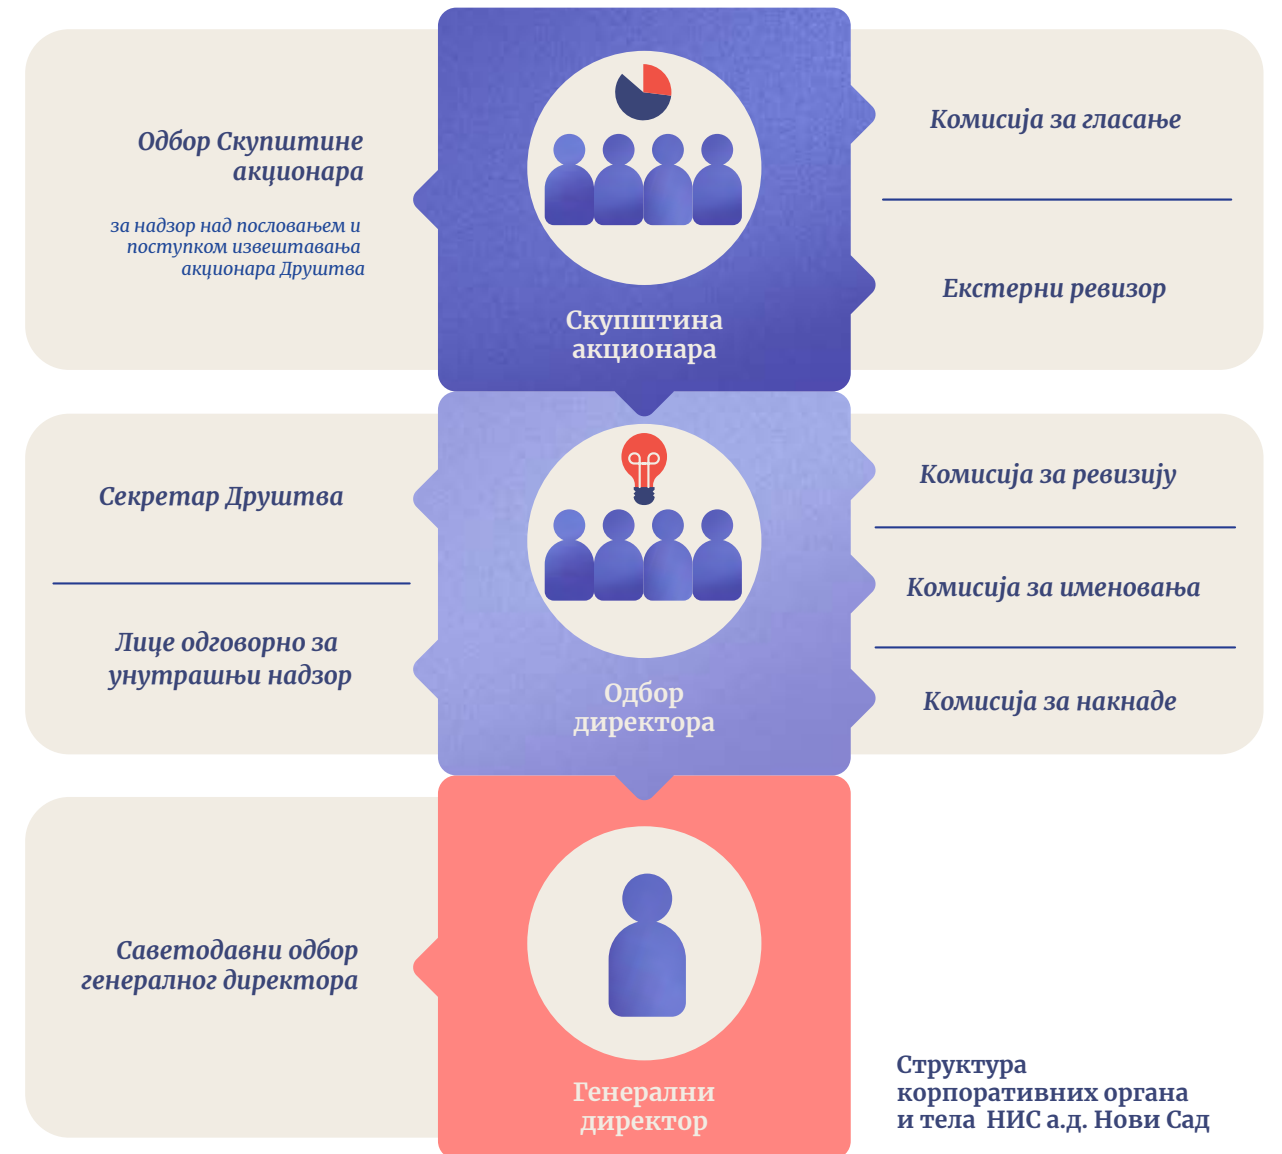 Одбор Скупштине
акционара
за надзор над пословањем и
поступком извештавања
акционара Друштва
Скупштина
акционара
Комисија за гласање
Екстерни ревизор
Секретар Друштва
Лице одговорно за
унутрашњи надзор
Одбор
директора
Комисија за ревизију
Комисија за именовања
Комисија за накнаде
Саветодавни одбор
генералног директора
Генерални
директор
Структура
корпоративних органа
и тела НИС а.д. Нови Сад